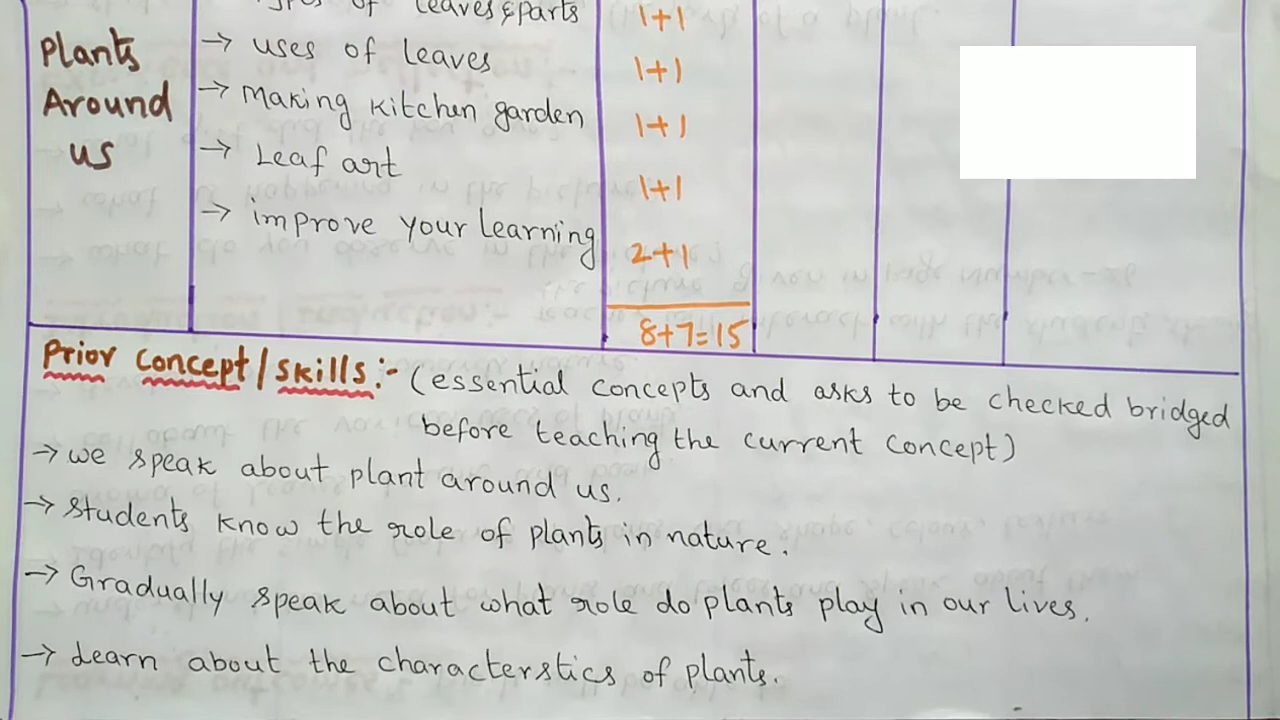 of leaves & parts 1+1
Plants → uses of leaves 1+1
Around → Making kitchen garden 1+1
us → Leaf art 1+1
→ improve your learning 2+1
8+7=15
Prior concept/skills:- (essential concepts and asks to be checked bridged
before teaching the current concept)
→ we speak about plant around us.
→ students know the role of plants in nature.
→ Gradually speak about what role do plants play in our lives.
→ Learn about the characterstics of plants.